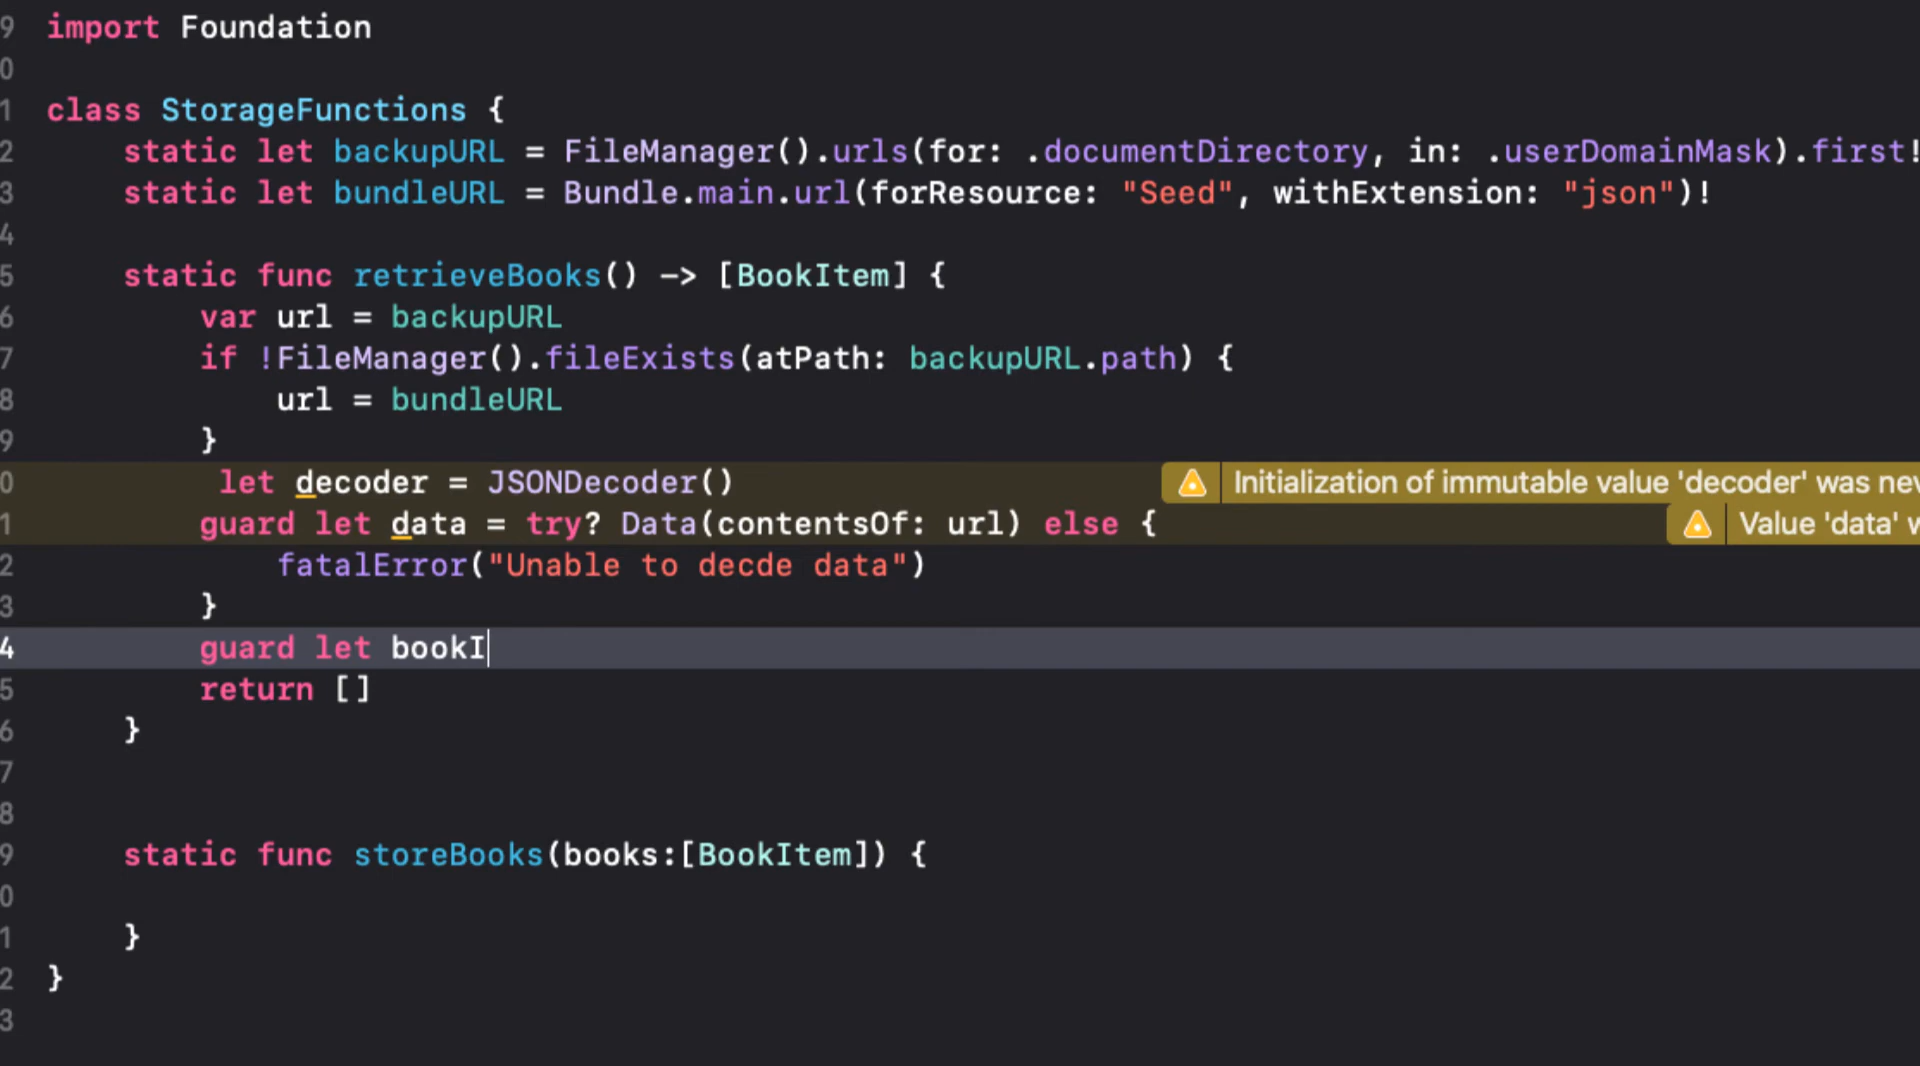 9 import Foundation
0
1 class StorageFunctions {
2 static let backupURL = FileManager().urls(for: .documentDirectory, in: .userDomainMask).first!
3 static let bundleURL = Bundle.main.url(forResource: "Seed", withExtension: "json")!
4
5 static func retrieveBooks() -> [BookItem] {
6 var url = backupURL
7 if !FileManager().fileExists(atPath: backupURL.path) {
8 url = bundleURL
9 }
0 let decoder = JSONDecoder() Initialization of immutable value 'decoder' was nev
1 guard let data = try? Data(contentsOf: url) else { Value 'data' w
2 fatalError("Unable to decde data")
3 }
4 guard let bookI
5 return []
6 }
7
8
9 static func storeBooks(books:[BookItem]) {
0
1 }
2 }
3